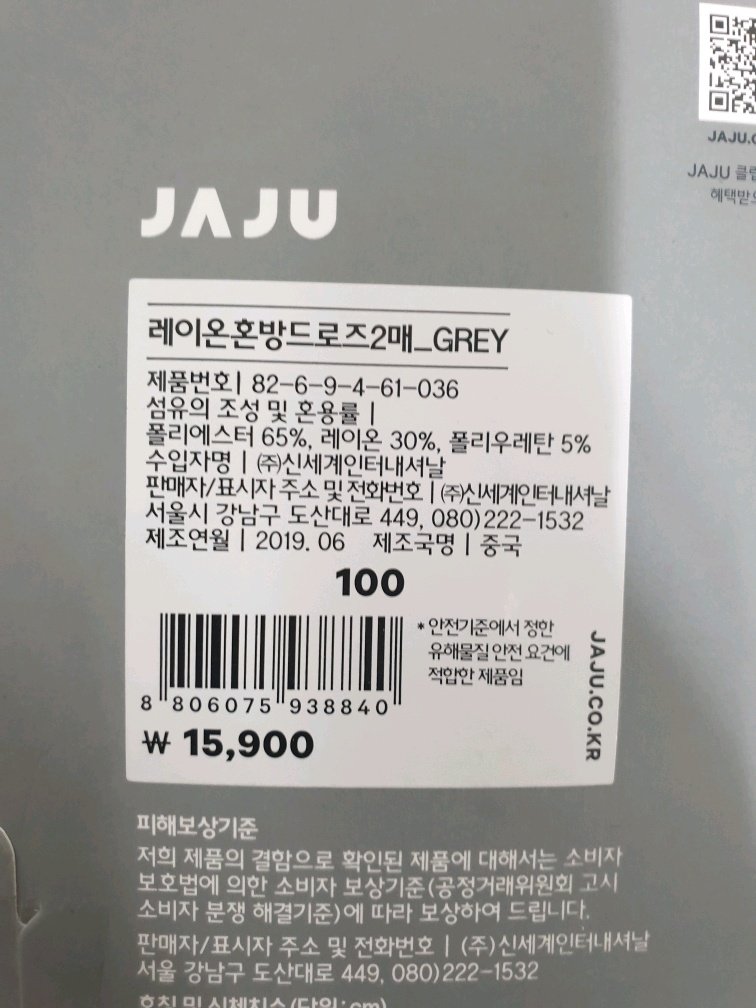 JAJU
JAJU 클럽
레이온혼방드로즈2매_GREY
제품번호| 82-6-9-4-61-036
섬유의 조성 및 혼용률 |
폴리에스터 65%, 레이온 30%, 폴리우레탄 5%
수입자명 | ㈜신세계인터내셔날
판매자/표시자 주소 및 전화번호 | ㈜신세계인터내셔날
서울시 강남구 도산대로 449, 080)222-1532
제조연월 | 2019. 06 제조국명 | 중국
100
*안전기준에서 정한
유해물질 안전 요건에
적합한 제품임
JAJU.CO.KR
8 806075 938840
₩ 15,900
피해보상기준
저희 제품의 결함으로 확인된 제품에 대해서는 소비자
보호법에 의한 소비자 보상기준(공정거래위원회 고시
소비자 분쟁 해결기준)에 따라 보상하여 드립니다.
판매자/표시자 주소 및 전화번호 | (주)신세계인터내셔날
서울 강남구 도산대로 449, 080)222-1532
호칭 및 신체치수 (단위:cm)